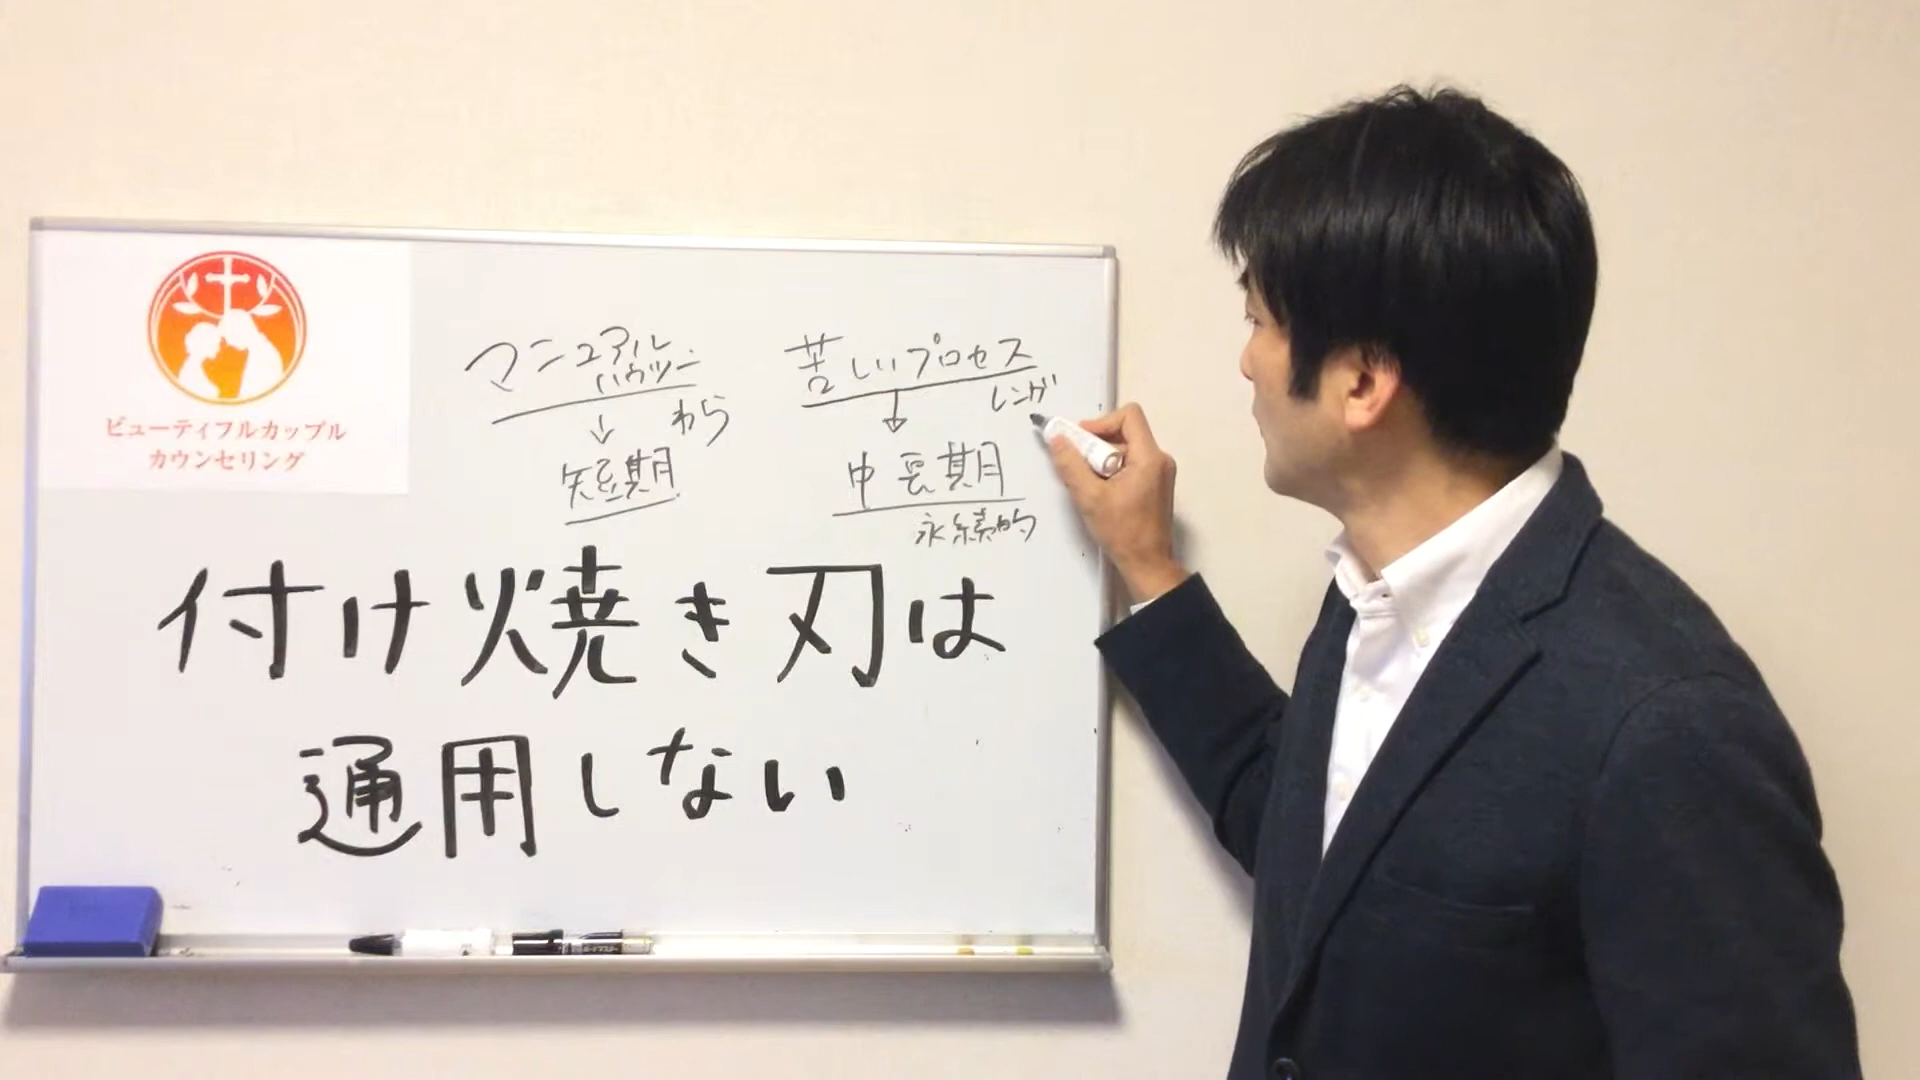 ビューティフルカップル
カウンセリング
マニュアル
ハウツー
↓
わら
短期
苦しいプロセス
レンガ
↓
中長期
永続的
付け焼き刃は
通用しない